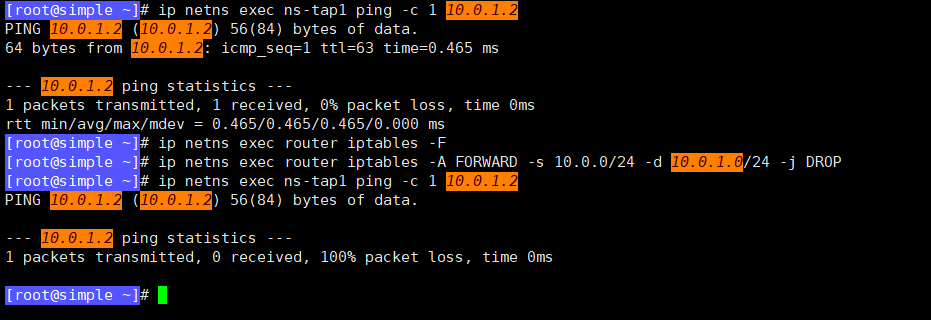 [root@simple ~]# ip netns exec ns-tap1 ping -c 1 10.0.1.2
PING 10.0.1.2 (10.0.1.2) 56(84) bytes of data.
64 bytes from 10.0.1.2: icmp_seq=1 ttl=63 time=0.465 ms
--- 10.0.1.2 ping statistics ---
1 packets transmitted, 1 received, 0% packet loss, time 0ms
rtt min/avg/max/mdev = 0.465/0.465/0.465/0.000 ms
[root@simple ~]# ip netns exec router iptables -F
[root@simple ~]# ip netns exec router iptables -A FORWARD -s 10.0.0/24 -d 10.0.1.0/24 -j DROP
[root@simple ~]# ip netns exec ns-tap1 ping -c 1 10.0.1.2
PING 10.0.1.2 (10.0.1.2) 56(84) bytes of data.
--- 10.0.1.2 ping statistics ---
1 packets transmitted, 0 received, 100% packet loss, time 0ms
[root@simple ~]#